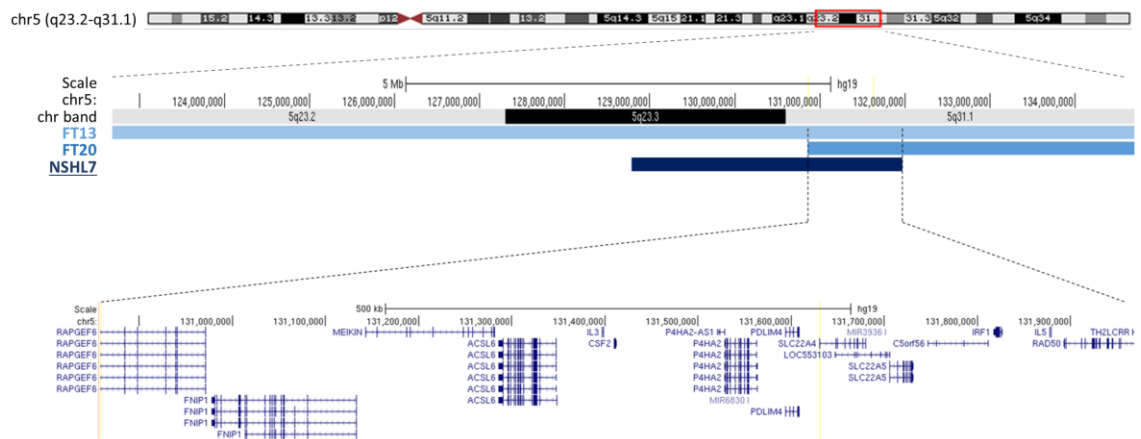 chr5 (q23.2-q31.1) 15.2 14.3 13.3 13.2 p12 5q11.2 13.2 5q14.3 5q15 21.1 21.3 q23.1 q23.2 31. 31.3 5q32 5q34
Scale 5 Mb hg19
chr5: 124,000,000 125,000,000 126,000,000 127,000,000 128,000,000 129,000,000 130,000,000 131,000,000 132,000,000 133,000,000 134,000,000
chr band 5q23.2 5q23.3 5q31.1
FT13
FT20
NSHL7
Scale 500 kb hg19
chr5: 131,000,000 131,100,000 131,200,000 131,300,000 131,400,000 131,500,000 131,600,000 131,700,000 131,800,000 131,900,000
RAPGEF6 MEIKIN IL3 P4HA2-AS1 PDLIM4 MIR3936 IRF1 IL5 TH2LCRR
RAPGEF6 ACSL6 CSF2 P4HA2 SLC22A4 C5orf56 RAD50
RAPGEF6 ACSL6 P4HA2 LOC553103
RAPGEF6 ACSL6 P4HA2 SLC22A5
RAPGEF6 ACSL6 P4HA2 SLC22A5
RAPGEF6 ACSL6 P4HA2
FNIP1 ACSL6 MIR6830
FNIP1 PDLIM4
FNIP1
FNIP1